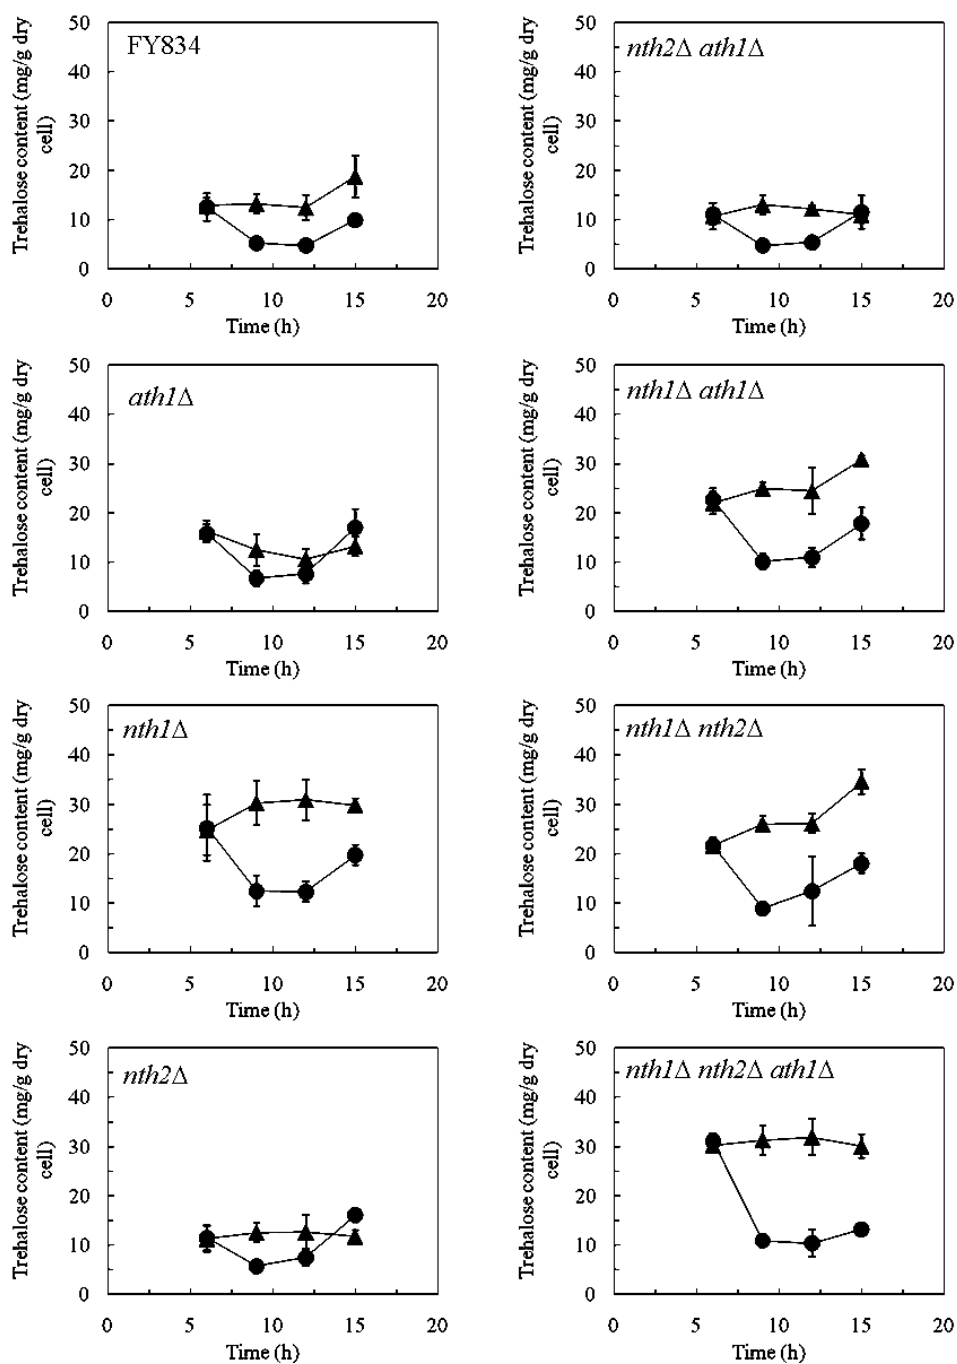 Trehalose content (mg/g dry
cell)
50
40
30
20
10
0
FY834
0 5 10 15 20
Time (h)
Trehalose content (mg/g dry
cell)
50
40
30
20
10
0
nth2Δ ath1Δ
0 5 10 15 20
Time (h)
Trehalose content (mg/g dry
cell)
50
40
30
20
10
0
ath1Δ
0 5 10 15 20
Time (h)
Trehalose content (mg/g dry
cell)
50
40
30
20
10
0
nth1Δ ath1Δ
0 5 10 15 20
Time (h)
Trehalose content (mg/g dry
cell)
50
40
30
20
10
0
nth1Δ
0 5 10 15 20
Time (h)
Trehalose content (mg/g dry
cell)
50
40
30
20
10
0
nth1Δ nth2Δ
0 5 10 15 20
Time (h)
Trehalose content (mg/g dry
cell)
50
40
30
20
10
0
nth2Δ
0 5 10 15 20
Time (h)
Trehalose content (mg/g dry
cell)
50
40
30
20
10
0
nth1Δ nth2Δ ath1Δ
0 5 10 15 20
Time (h)